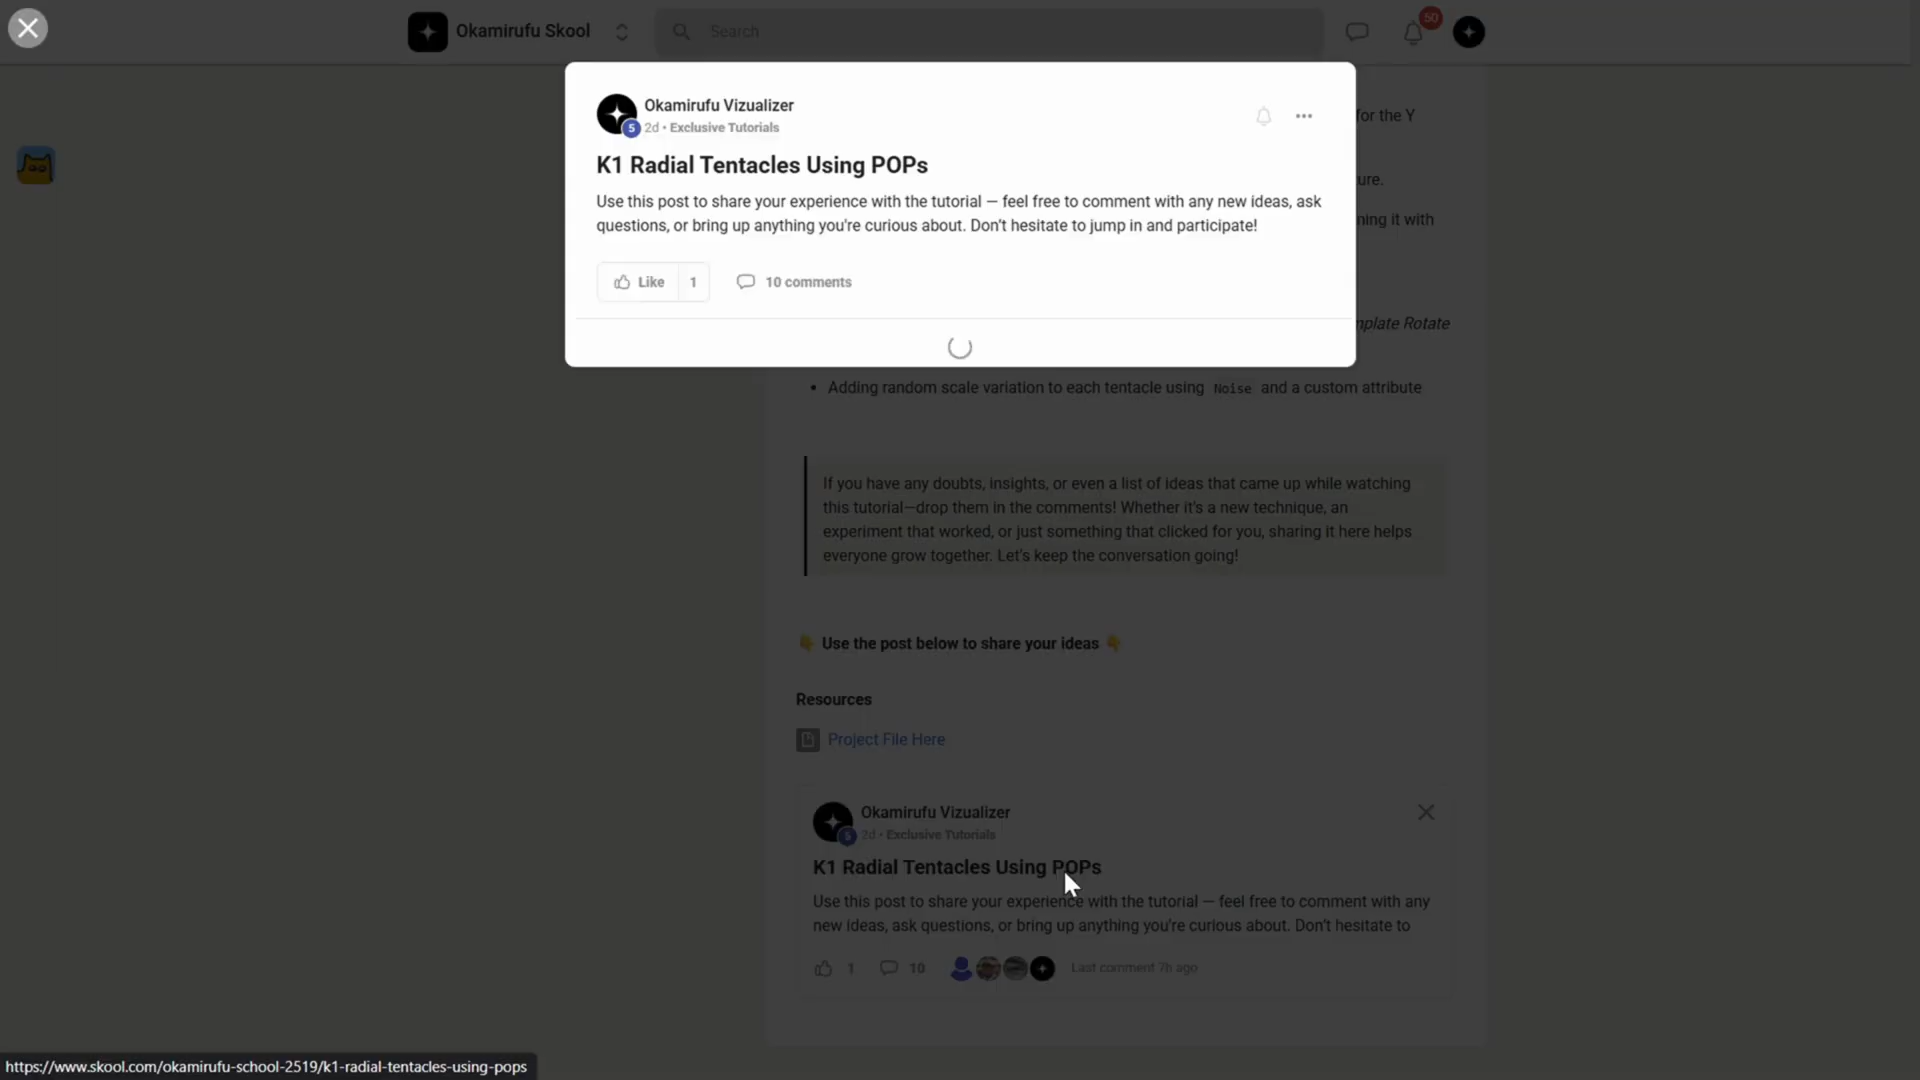 Okamirufu Skool
Search
50
Okamirufu Vizualizer
5
2d • Exclusive Tutorials
K1 Radial Tentacles Using POPs
Use this post to share your experience with the tutorial — feel free to comment with any new ideas, ask
questions, or bring up anything you're curious about. Don't hesitate to jump in and participate!
Like 1
10 comments
for the Y
ure.
ning it with
nplate Rotate
• Adding random scale variation to each tentacle using Noise and a custom attribute
If you have any doubts, insights, or even a list of ideas that came up while watching
this tutorial—drop them in the comments! Whether it's a new technique, an
experiment that worked, or just something that clicked for you, sharing it here helps
everyone grow together. Let's keep the conversation going!
👇 Use the post below to share your ideas 👇
Resources
Project File Here
Okamirufu Vizualizer
5
2d • Exclusive Tutorials
K1 Radial Tentacles Using POPs
Use this post to share your experience with the tutorial — feel free to comment with any
new ideas, ask questions, or bring up anything you're curious about. Don't hesitate to
1 10 Last comment 7h ago
https://www.skool.com/okamirufu-school-2519/k1-radial-tentacles-using-pops